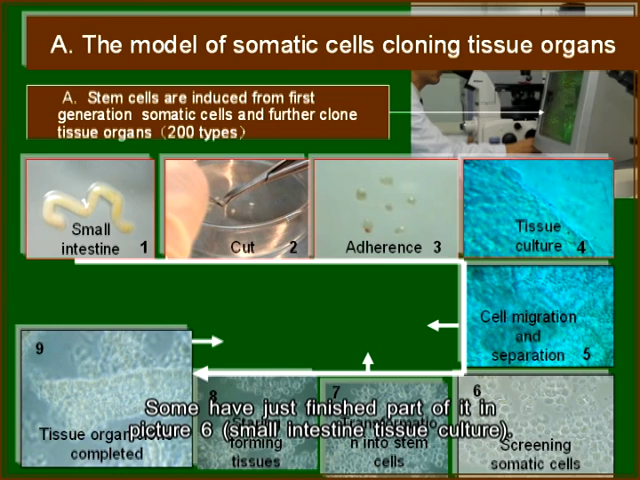 A. The model of somatic cells cloning tissue organs
A. Stem cells are induced from first
generation somatic cells and further clone
tissue organs (200 types)
Small
intestine 1
Cut 2
Adherence 3
Tissue
culture 4
Cell migration
and
separation 5
9
Tissue organ
completed
8
forming
tissues
7
n into stem
cells
6
Screening
somatic cells
Some have just finished part of it in
picture 6 (small intestine tissue culture).